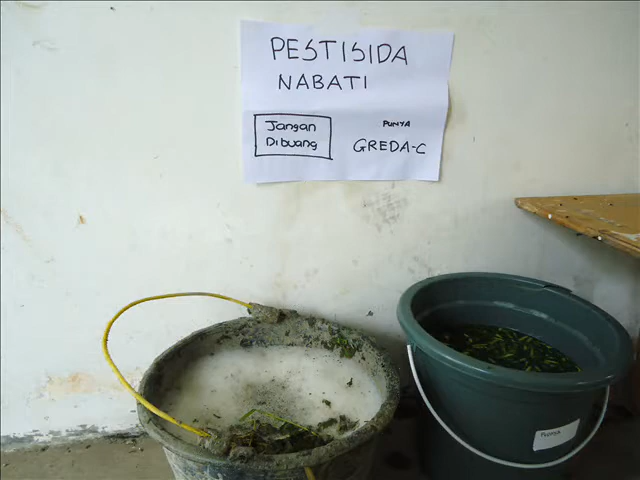 PESTISIDA
NABATI
Jangan
Dibuang
PUNYA
GREDA-C